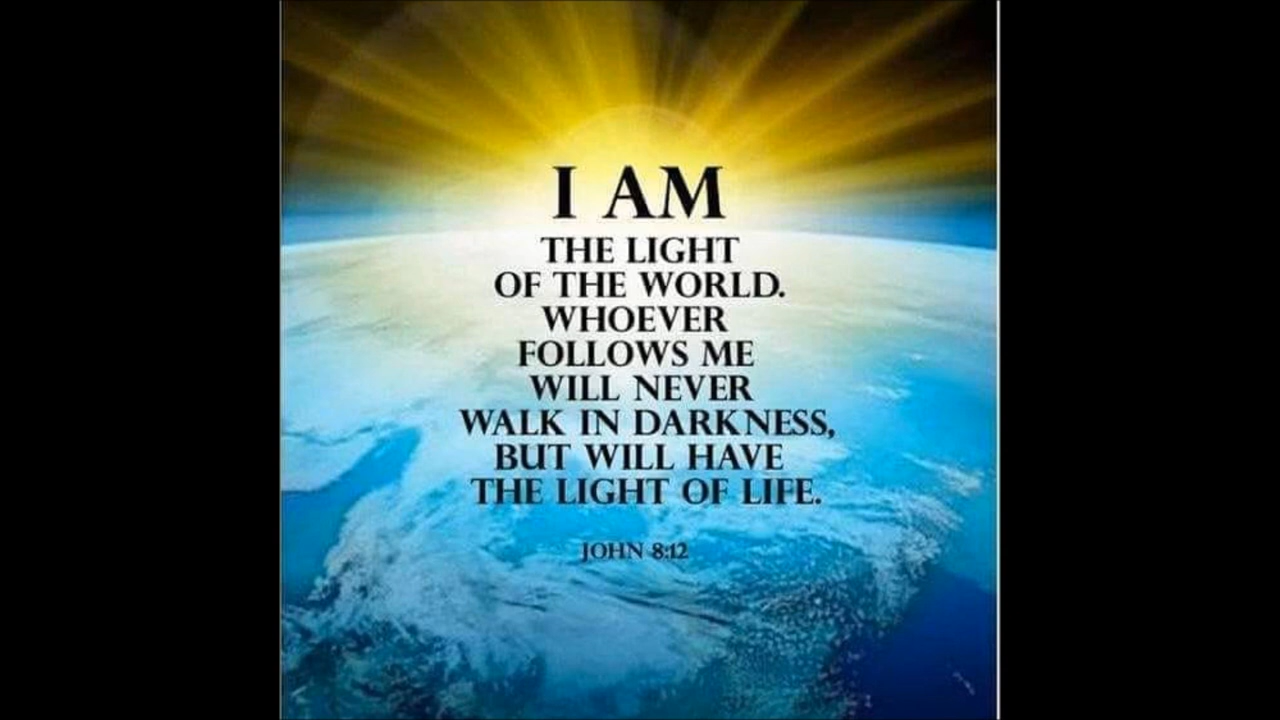 I AM
THE LIGHT
OF THE WORLD.
WHOEVER
FOLLOWS ME
WILL NEVER
WALK IN DARKNESS,
BUT WILL HAVE
THE LIGHT OF LIFE.
JOHN 8:12